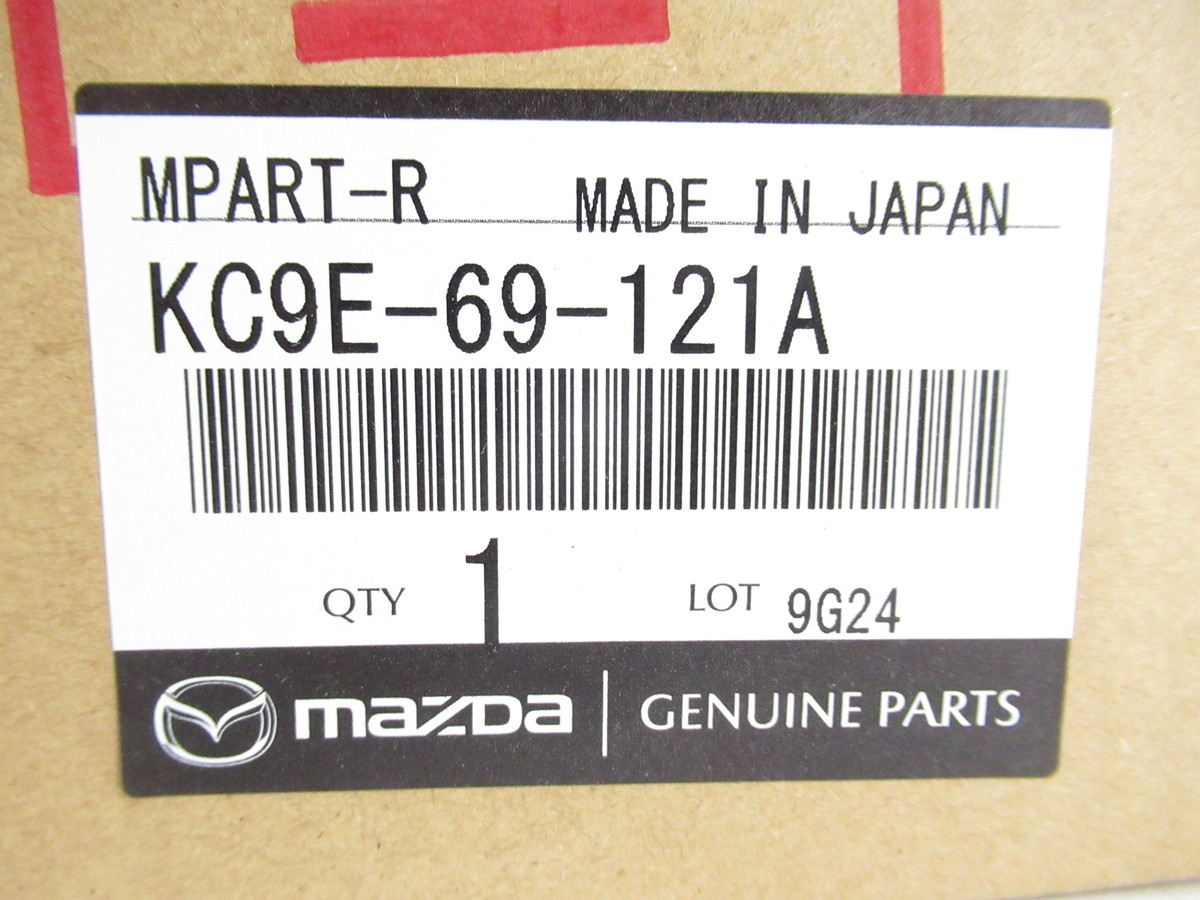 MPART-R MADE IN JAPAN
KC9E-69-121A
QTY 1 LOT 9G24
mazda GENUINE PARTS